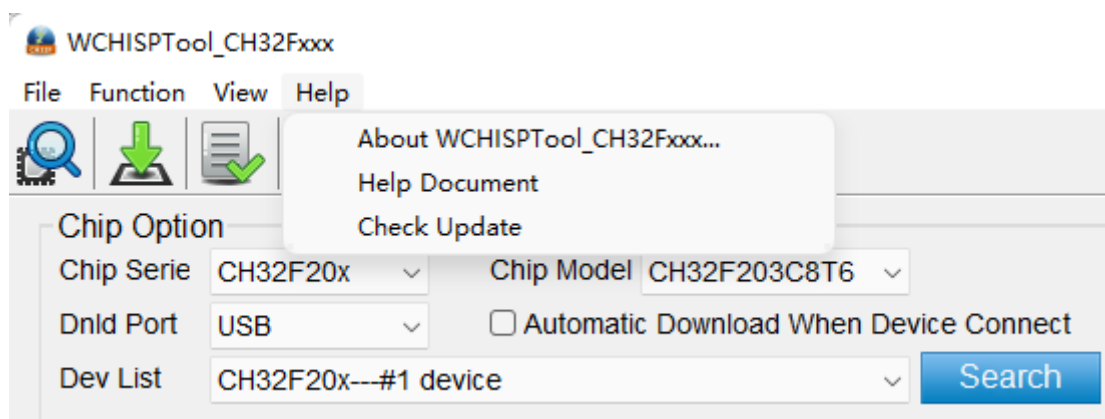 WCHISPTool_CH32Fxxx
File Function View Help
About WCHISPTool_CH32Fxxx...
Help Document
Check Update
Chip Option
Chip Serie CH32F20x Chip Model CH32F203C8T6
Dnld Port USB Automatic Download When Device Connect
Dev List CH32F20x---#1 device Search